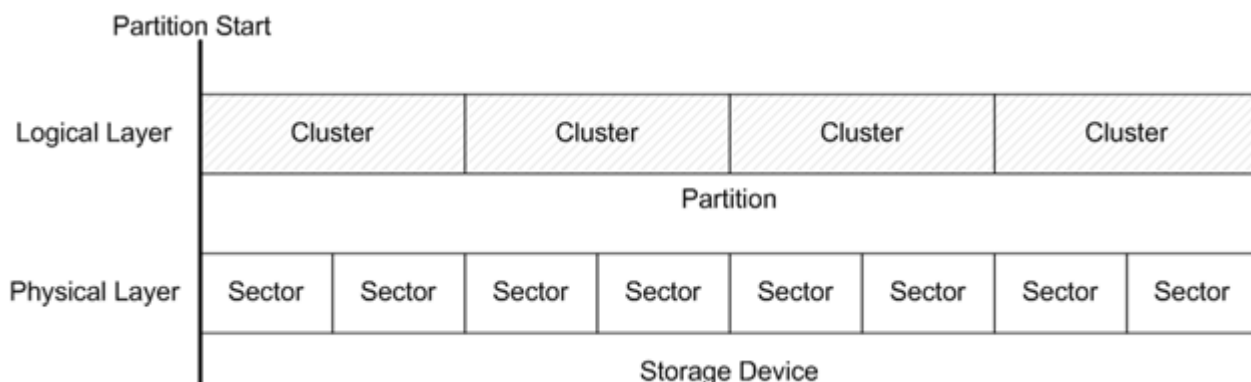 Partition Start
Logical Layer Cluster Cluster Cluster Cluster
Partition
Physical Layer Sector Sector Sector Sector Sector Sector Sector Sector
Storage Device